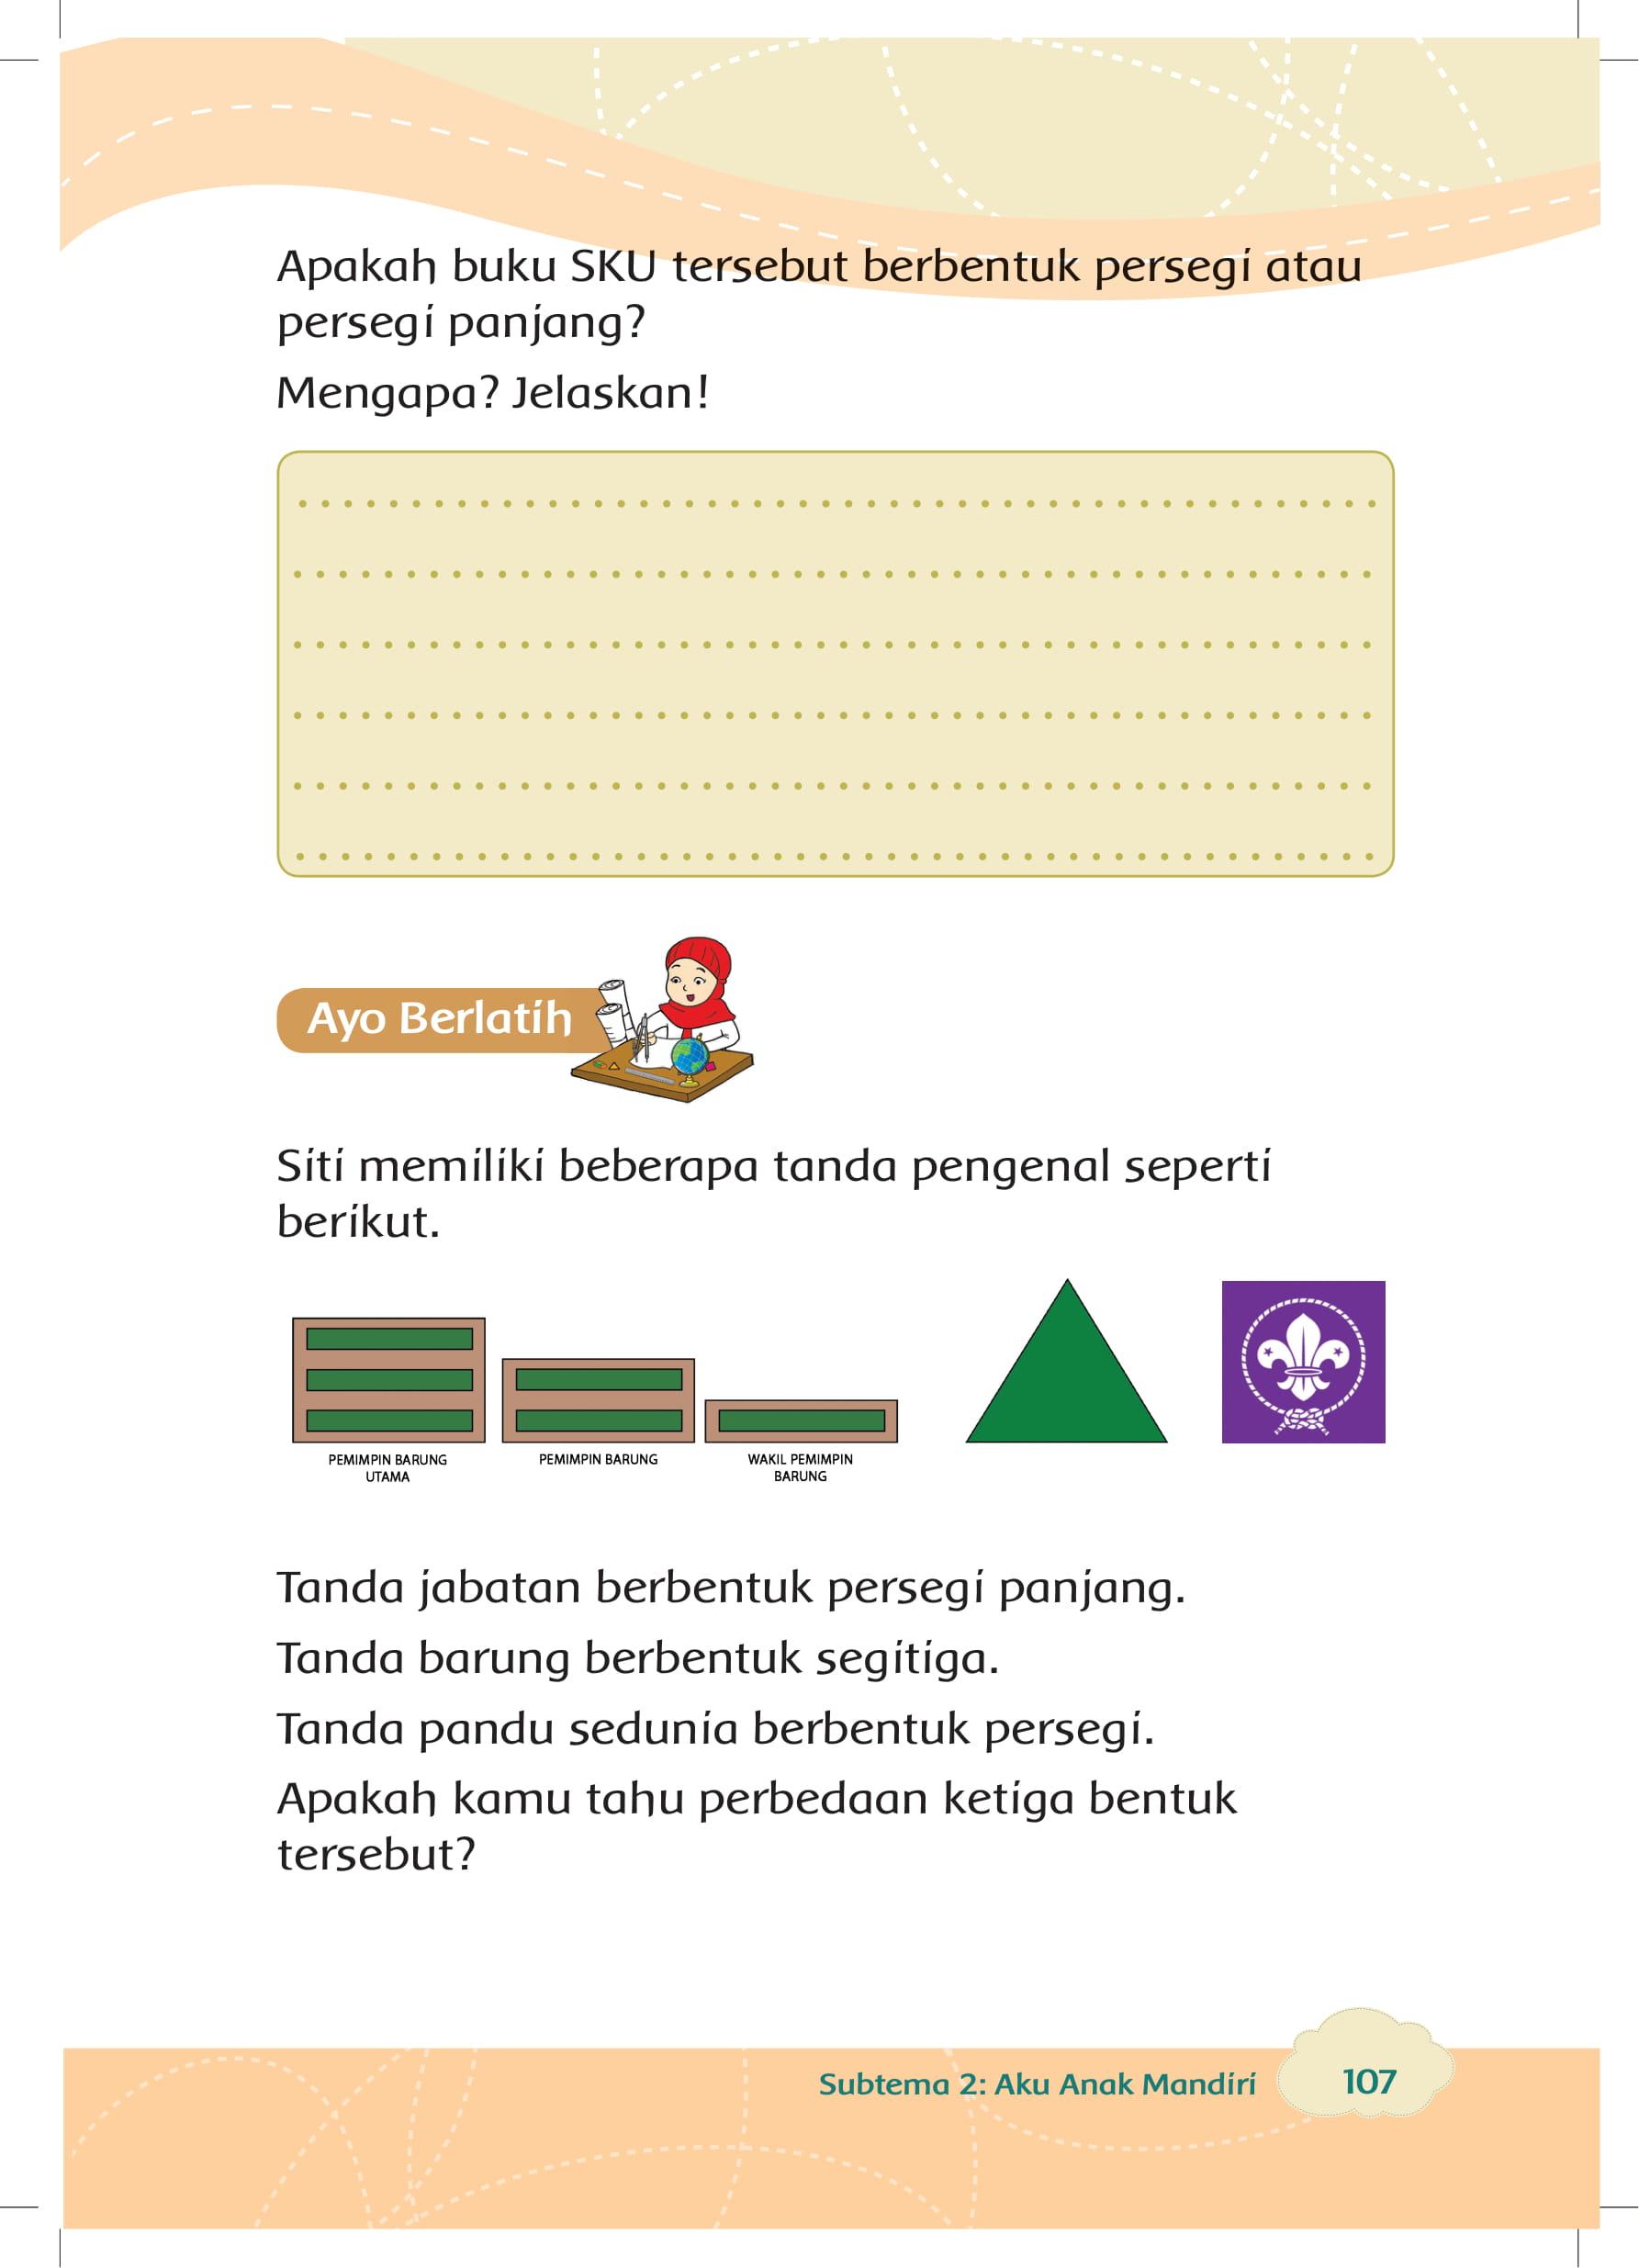 Apakah buku SKU tersebut berbentuk persegi atau
persegi panjang?
Mengapa? Jelaskan!
Ayo Berlatih
Siti memiliki beberapa tanda pengenal seperti
berikut.
PEMIMPIN BARUNG
UTAMA
PEMIMPIN BARUNG
WAKIL PEMIMPIN
BARUNG
Tanda jabatan berbentuk persegi panjang.
Tanda barung berbentuk segitiga.
Tanda pandu sedunia berbentuk persegi.
Apakah kamu tahu perbedaan ketiga bentuk
tersebut?
Subtema 2: Aku Anak Mandiri
107